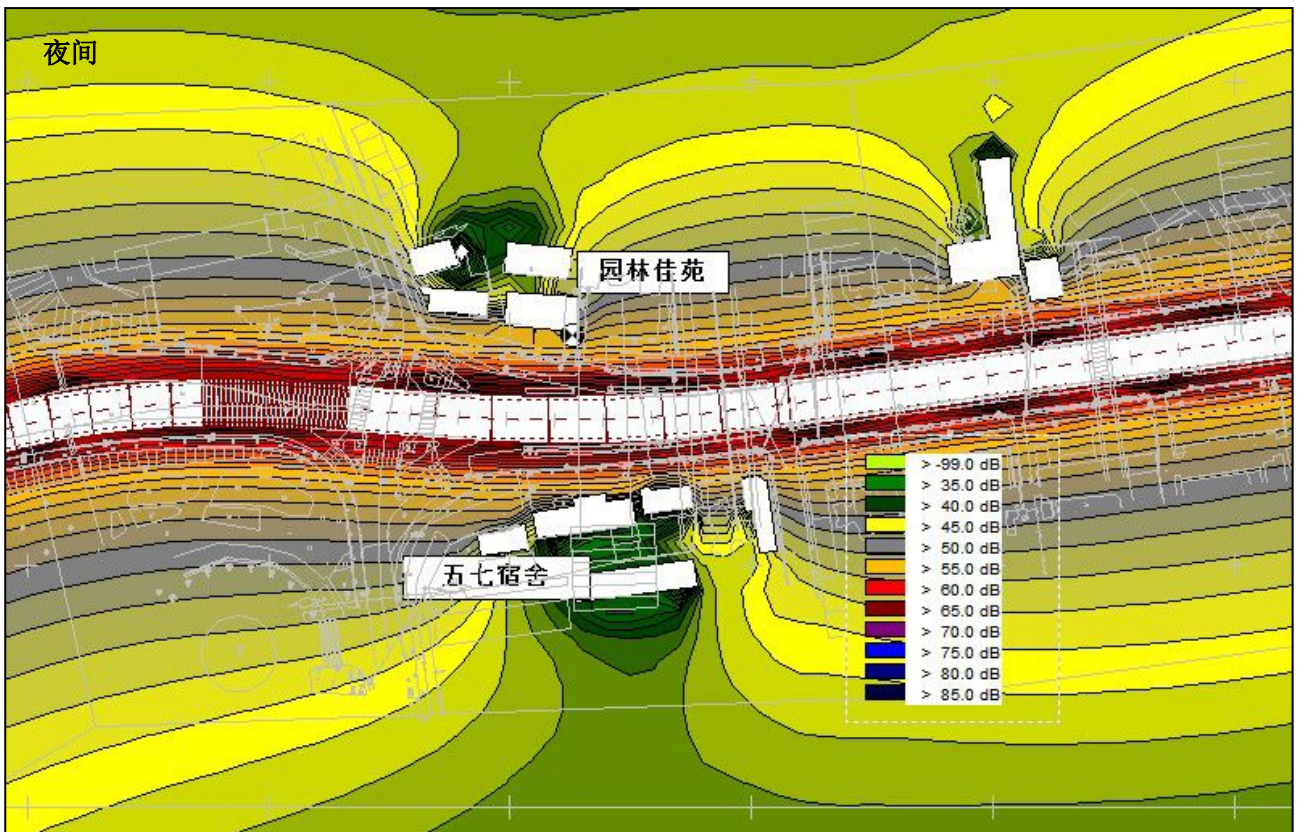 夜间
园林佳苑
五七宿舍
> -99.0 dB
> 35.0 dB
> 40.0 dB
> 45.0 dB
> 50.0 dB
> 55.0 dB
> 60.0 dB
> 65.0 dB
> 70.0 dB
> 75.0 dB
> 80.0 dB
> 85.0 dB